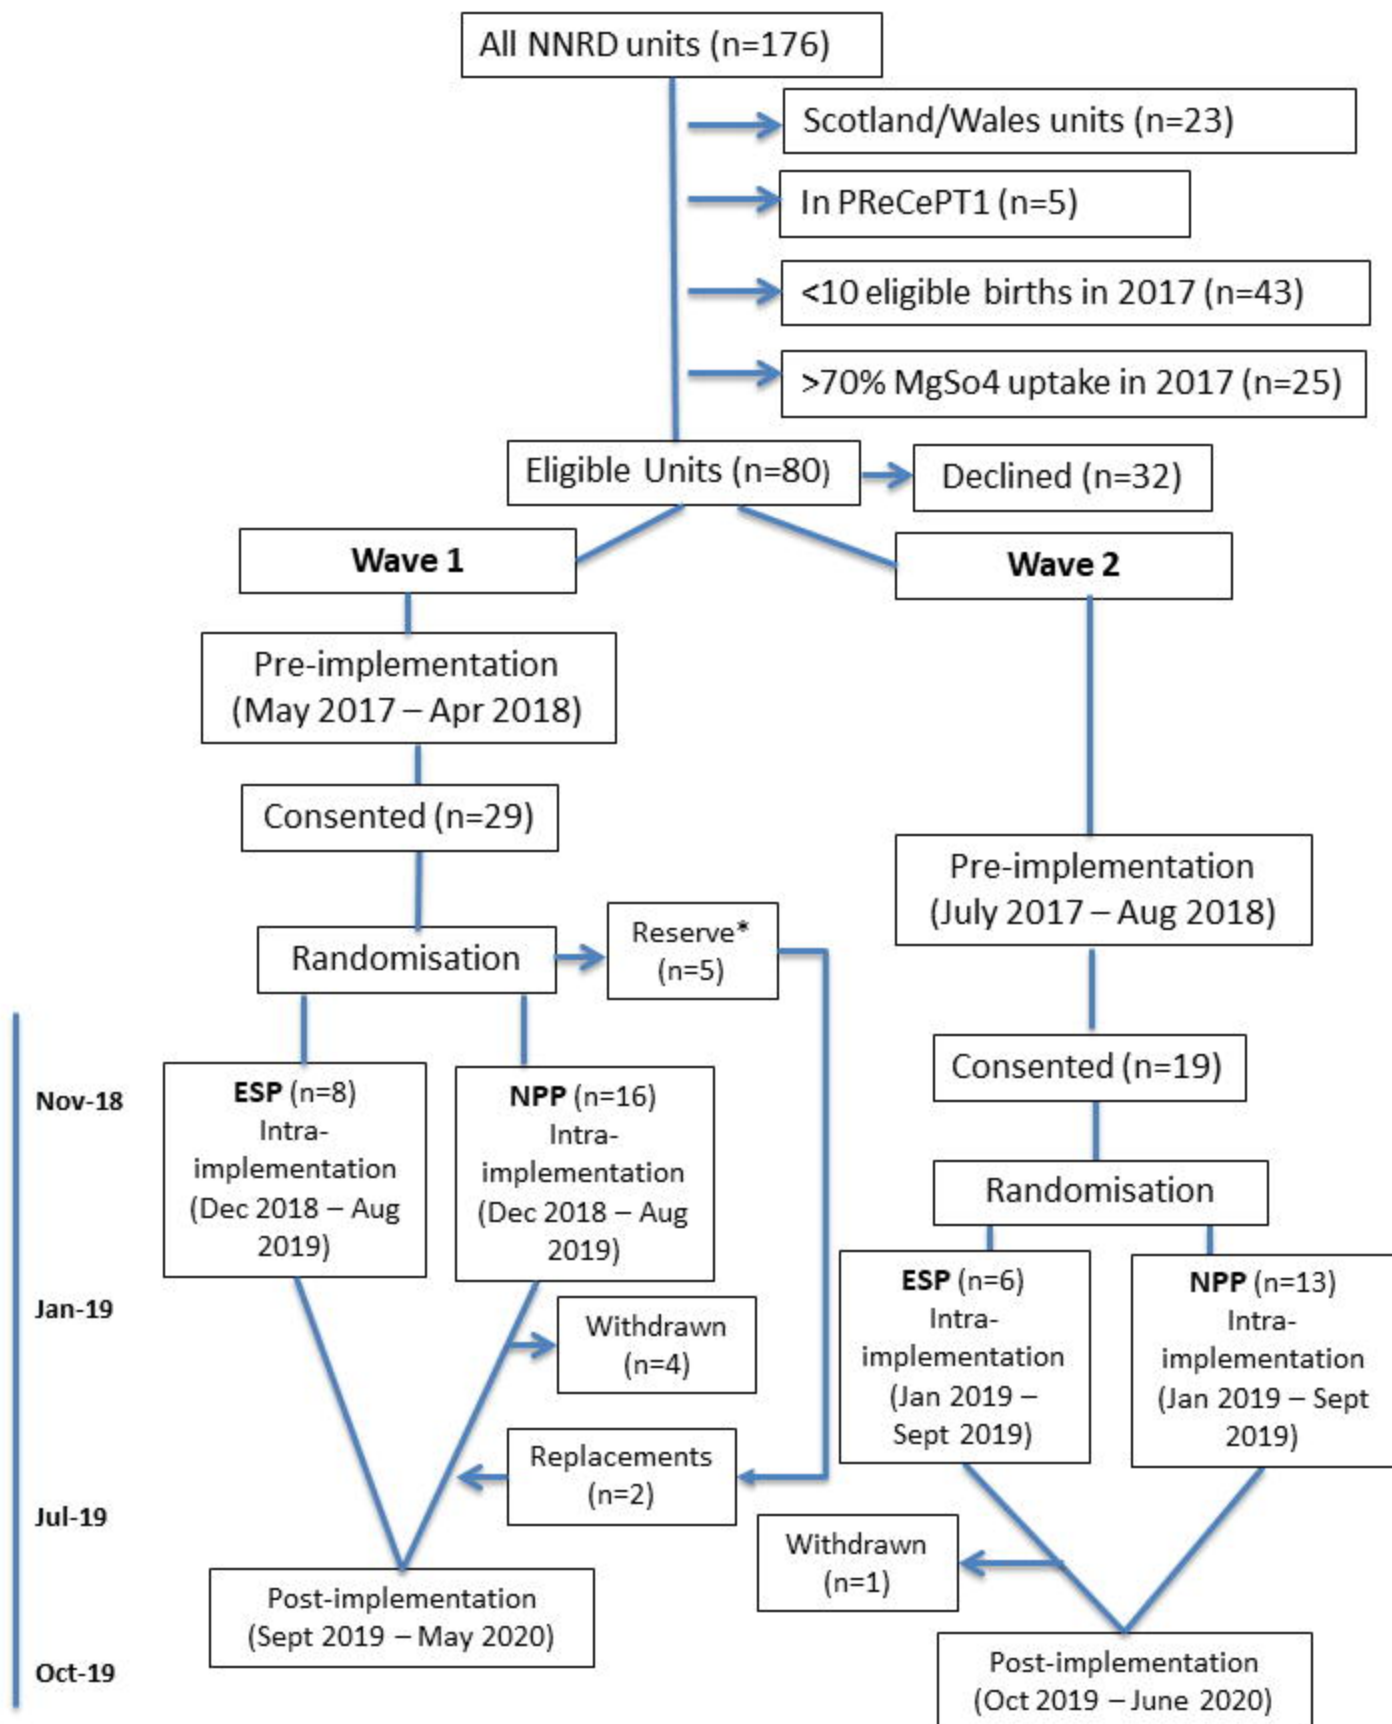 All NNRD units (n=176)
Scotland/Wales units (n=23)
In PReCePT1 (n=5)
<10 eligible births in 2017 (n=43)
>70% MgSo4 uptake in 2017 (n=25)
Eligible Units (n=80)
Declined (n=32)
Wave 1
Wave 2
Pre-implementation
(May 2017 – Apr 2018)
Consented (n=29)
Pre-implementation
(July 2017 – Aug 2018)
Randomisation
Reserve*
(n=5)
Consented (n=19)
Nov-18
ESP (n=8)
Intra-
implementation
(Dec 2018 – Aug
2019)
NPP (n=16)
Intra-
implementation
(Dec 2018 – Aug
2019)
Randomisation
Jan-19
Withdrawn
(n=4)
ESP (n=6)
Intra-
implementation
(Jan 2019 –
Sept 2019)
NPP (n=13)
Intra-
implementation
(Jan 2019 – Sept
2019)
Replacements
(n=2)
Jul-19
Withdrawn
(n=1)
Post-implementation
(Sept 2019 – May 2020)
Oct-19
Post-implementation
(Oct 2019 – June 2020)